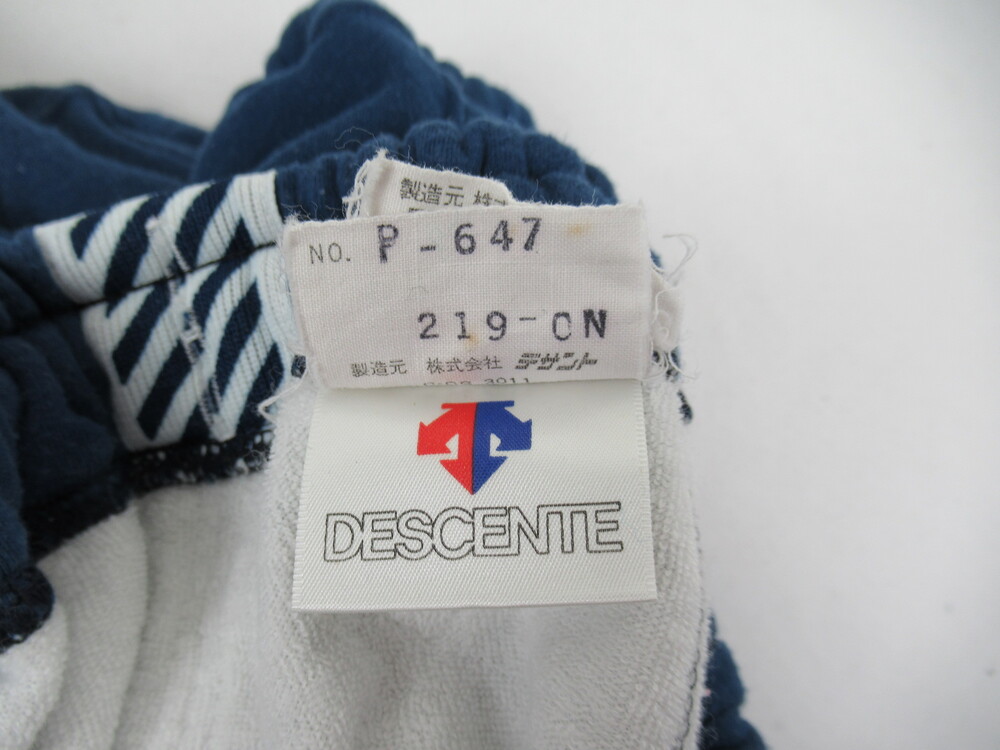 製造元 株式
NO. P-647
219-CN
製造元 株式会社 デサント
DESCENTE